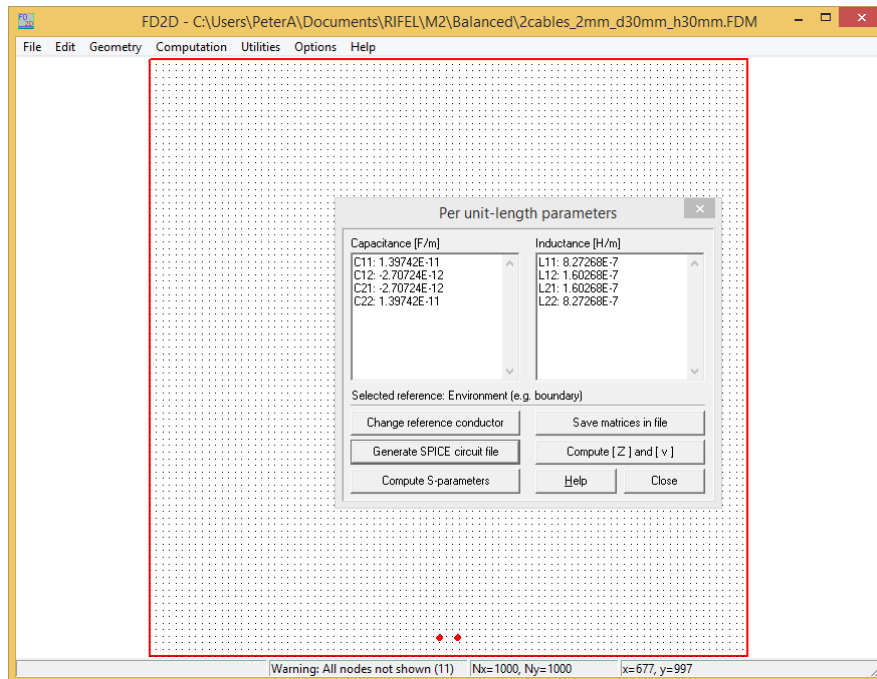 FD2D - C:\Users\PeterA\Documents\RIFEL\M2\Balanced\2cables_2mm_d30mm_h30mm.FDM
File Edit Geometry Computation Utilities Options Help
Per unit-length parameters
Capacitance [F/m] Inductance [H/m]
C11: 1.39742E-11 L11: 8.27268E-7
C12: -2.70724E-12 L12: 1.60268E-7
C21: -2.70724E-12 L21: 1.60268E-7
C22: 1.39742E-11 L22: 8.27268E-7
Selected reference: Environment (e.g. boundary)
Change reference conductor Save matrices in file
Generate SPICE circuit file Compute [ Z ] and [ v ]
Compute S-parameters Help Close
Warning: All nodes not shown (11) Nx=1000, Ny=1000 x=677, y=997